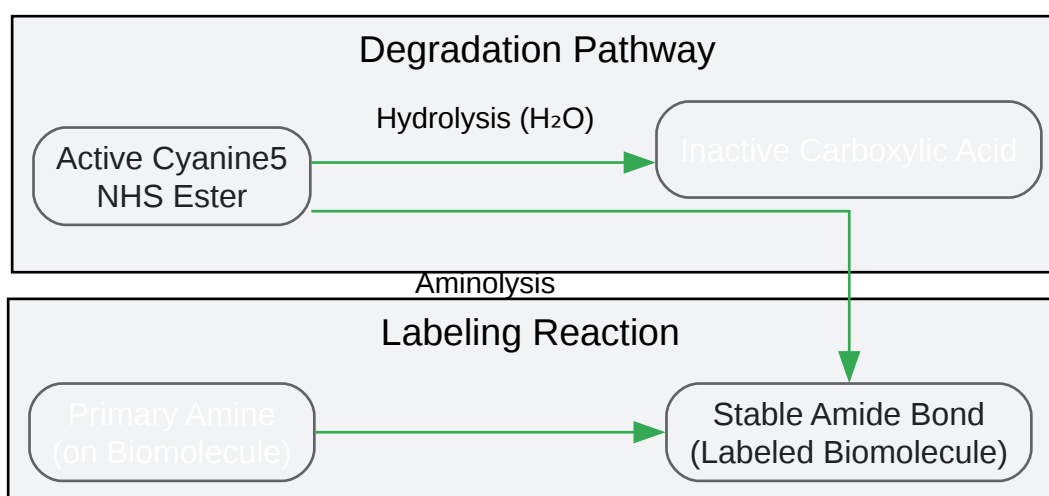 Degradation Pathway
Hydrolysis (H₂O)
Active Cyanine5
NHS Ester
Inactive Carboxylic Acid
Aminolysis
Labeling Reaction
Primary Amine
(on Biomolecule)
Stable Amide Bond
(Labeled Biomolecule)